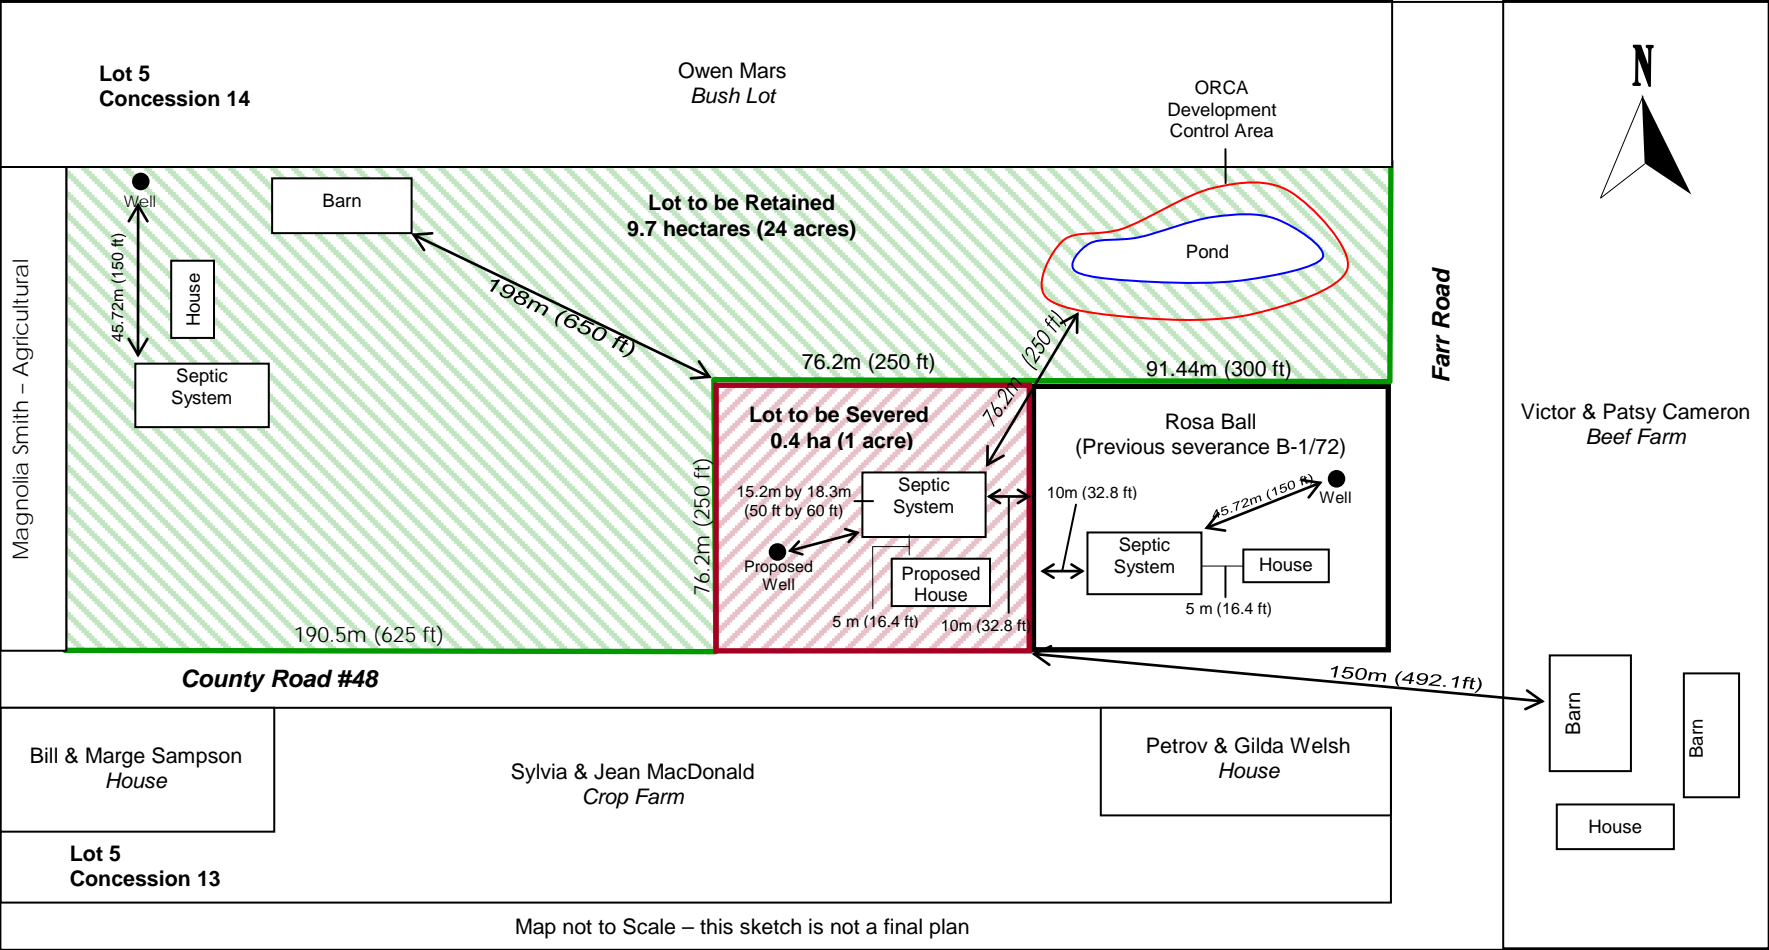 Lot 5
Concession 14
Owen Mars
Bush Lot
ORCA
Development
Control Area
N
Well
Barn
Lot to be Retained
9.7 hectares (24 acres)
Pond
45.72m (150 ft)
House
198m (650 ft)
Septic
System
Magnolia Smith – Agricultural
76.2m (250 ft)
76.2m (250 ft)
91.44m (300 ft)
Farr Road
Victor & Patsy Cameron
Beef Farm
Lot to be Severed
0.4 ha (1 acre)
Rosa Ball
(Previous severance B-1/72)
76.2m (250 ft)
15.2m by 18.3m
(50 ft by 60 ft)
Septic
System
10m (32.8 ft)
45.72m (150 ft)
Well
Proposed
Well
Proposed
House
Septic
System
House
5 m (16.4 ft)
10m (32.8 ft)
5 m (16.4 ft)
190.5m (625 ft)
County Road #48
150m (492.1ft)
Barn
Barn
House
Bill & Marge Sampson
House
Sylvia & Jean MacDonald
Crop Farm
Petrov & Gilda Welsh
House
Lot 5
Concession 13
Map not to Scale – this sketch is not a final plan